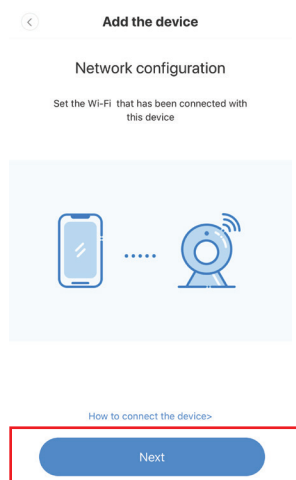 Add the device
Network configuration
Set the Wi-Fi that has been connected with
this device
How to connect the device>
Next